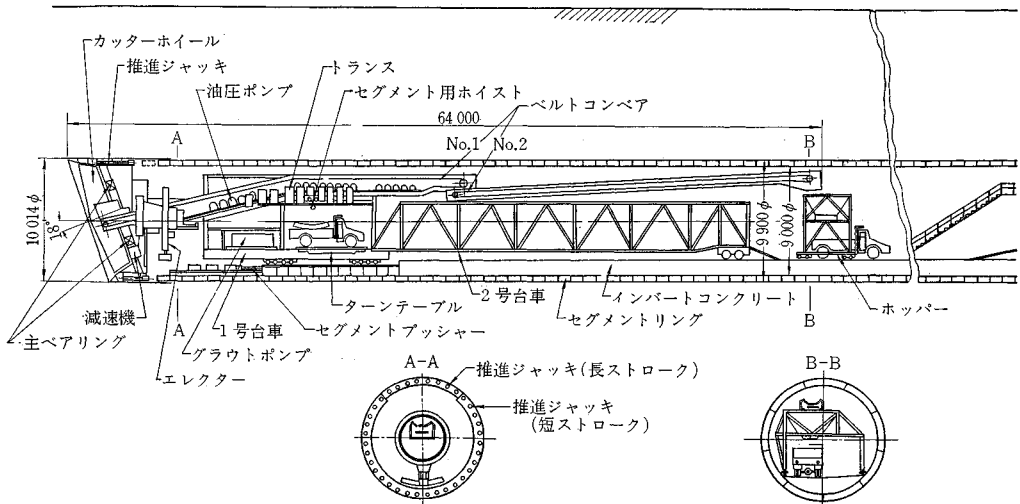 カッターホイール
推進ジャッキ
油圧ポンプ
トランス
セグメント用ホイスト
ベルトコンベア
64 000
A
No.1
No.2
B
10 014φ
18°
9 900φ
9 000φ
減速機
主ベアリング
A
エレクター
グラウトポンプ
1号台車
セグメントプッシャー
ターンテーブル
2号台車
インバートコンクリート
セグメントリング
B
ホッパー
A-A
推進ジャッキ(長ストローク)
推進ジャッキ
(短ストローク)
B-B